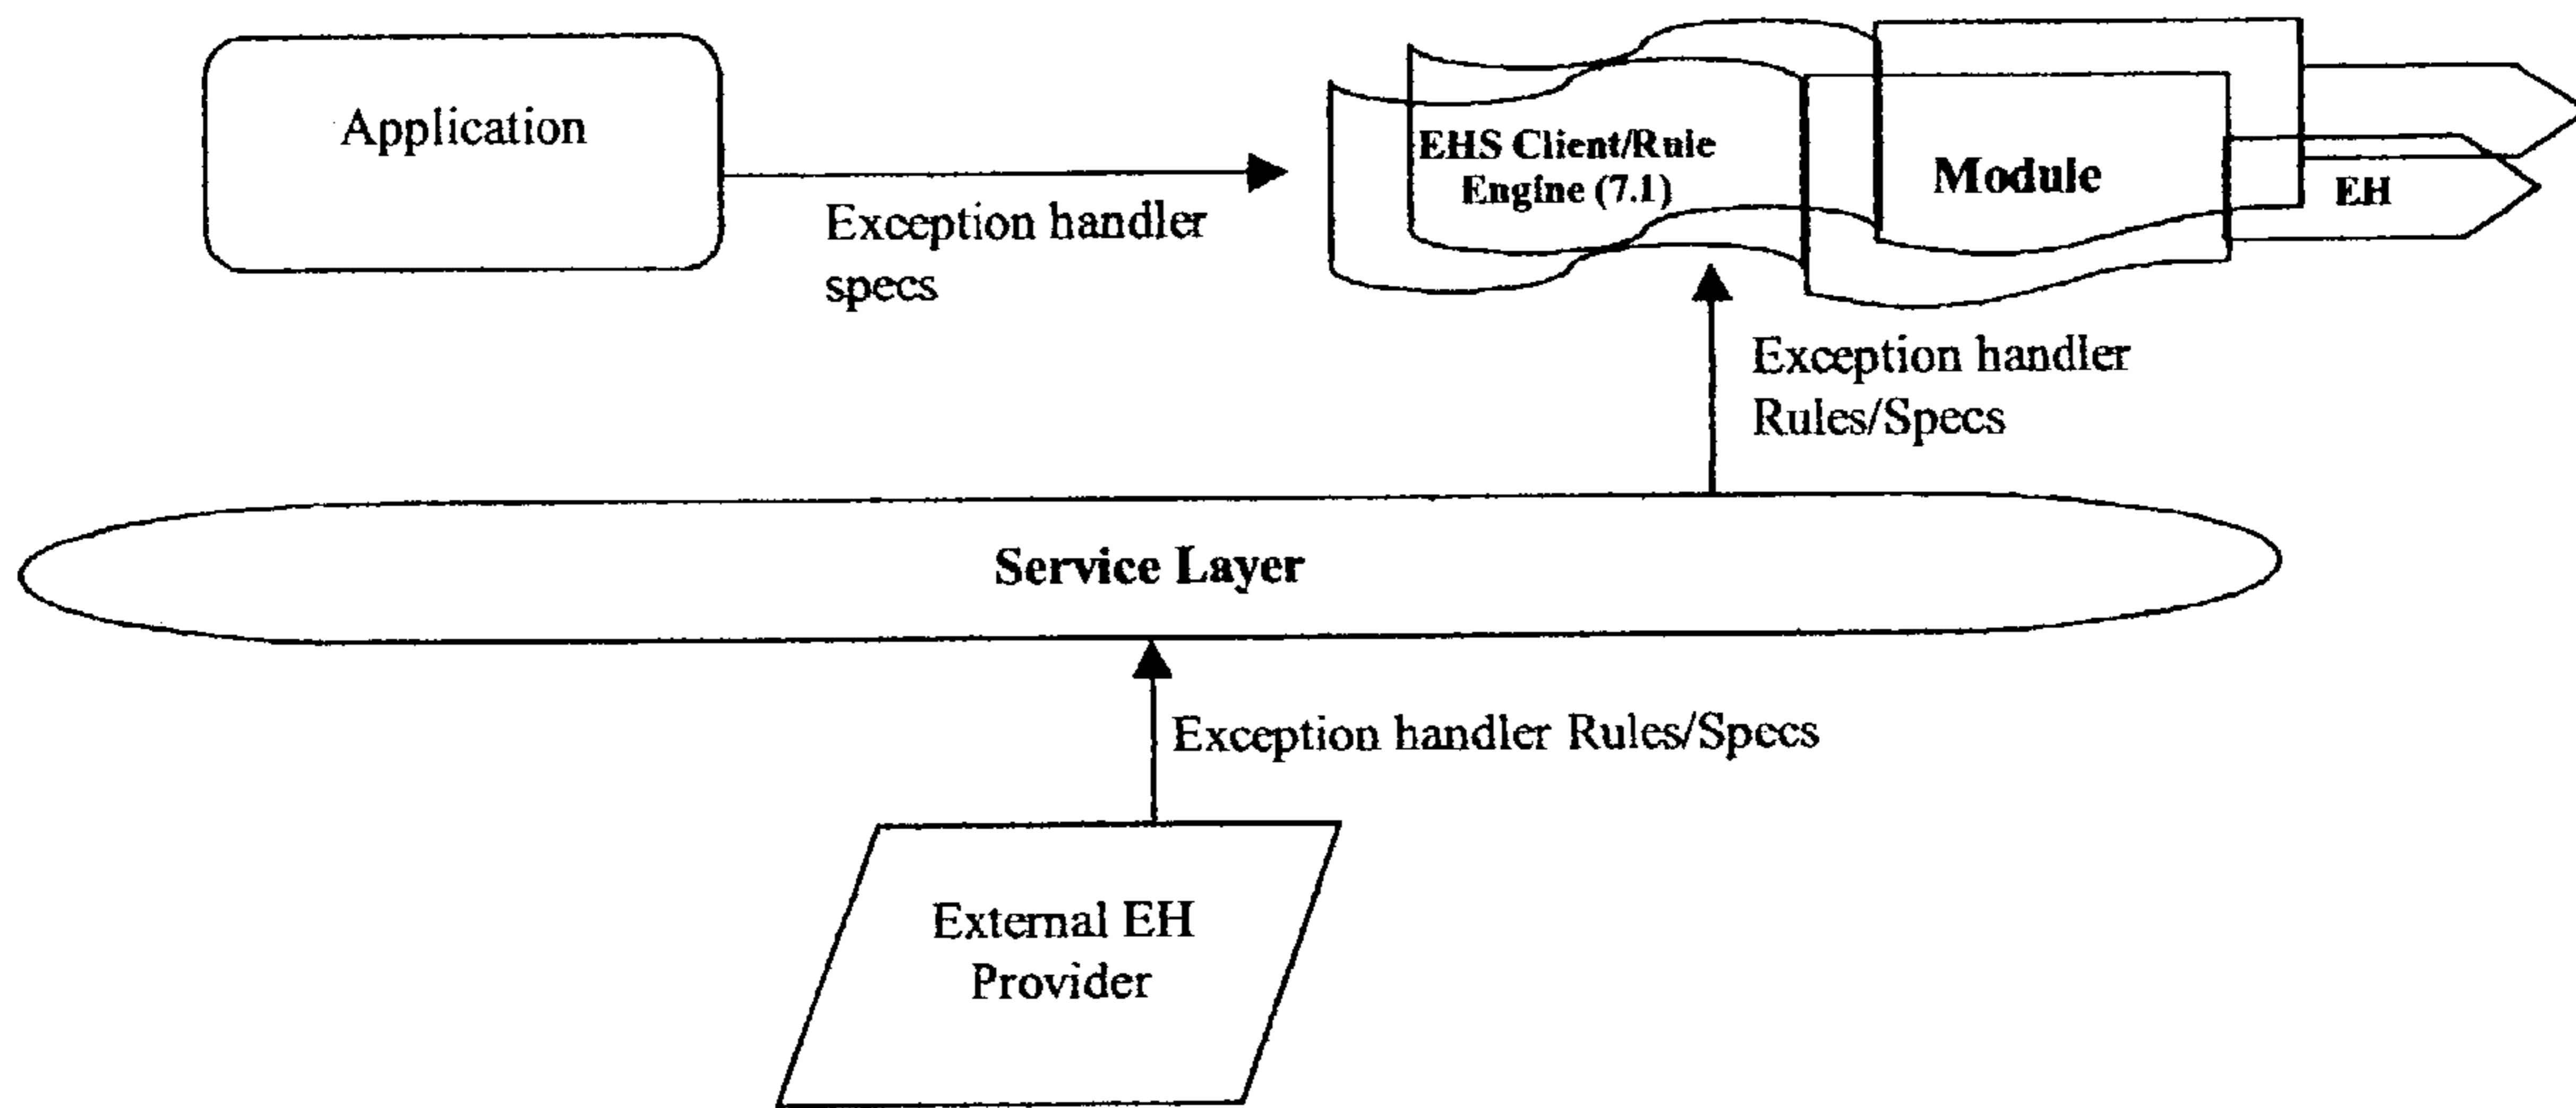 Application
EHS Client/Rule
Engine (7.1)
Module
EH
Exception handler
specs
Exception handler
Rules/Specs
Service Layer
Exception handler Rules/Specs
External EH
Provider